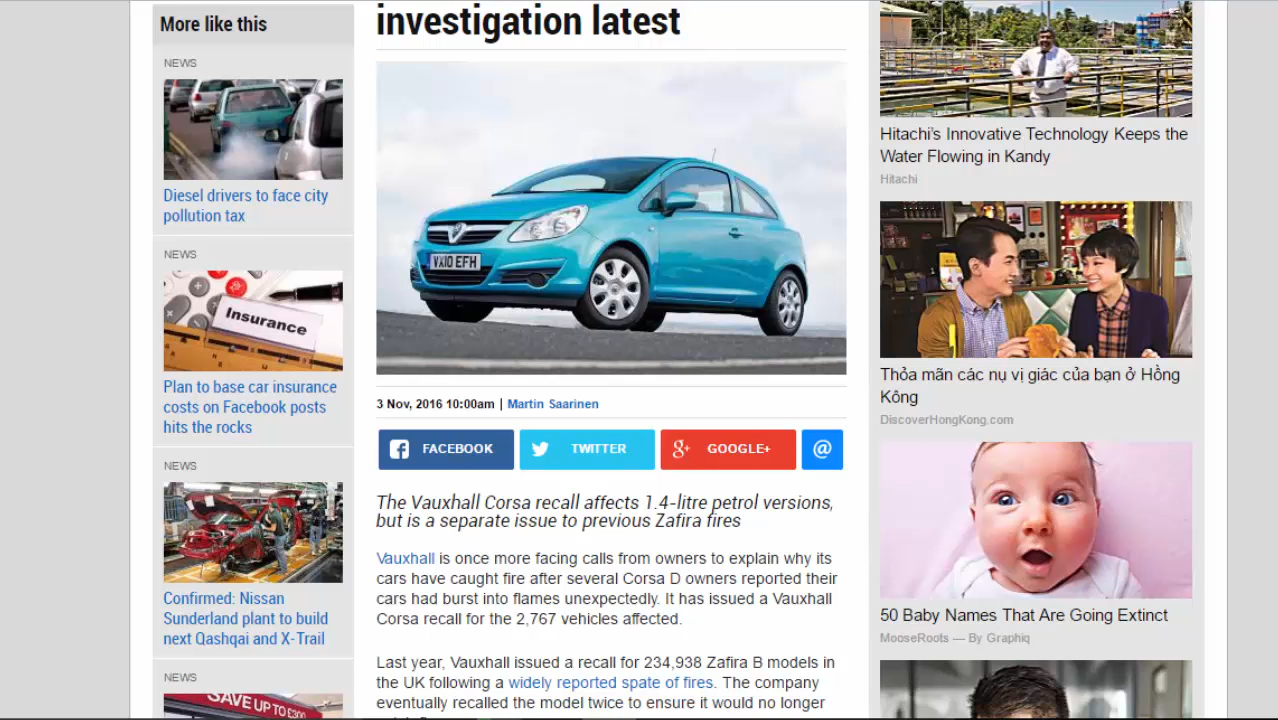 More like this
NEWS
Diesel drivers to face city
pollution tax
NEWS
Insurance
Plan to base car insurance
costs on Facebook posts
hits the rocks
NEWS
Confirmed: Nissan
Sunderland plant to build
next Qashqai and X-Trail
NEWS
SAVE UP TO £300
investigation latest
VX10 EFH
3 Nov, 2016 10:00am | Martin Saarinen
FACEBOOK
TWITTER
GOOGLE+
@
The Vauxhall Corsa recall affects 1.4-litre petrol versions,
but is a separate issue to previous Zafira fires
Vauxhall is once more facing calls from owners to explain why its
cars have caught fire after several Corsa D owners reported their
cars had burst into flames unexpectedly. It has issued a Vauxhall
Corsa recall for the 2,767 vehicles affected.
Last year, Vauxhall issued a recall for 234,938 Zafira B models in
the UK following a widely reported spate of fires. The company
eventually recalled the model twice to ensure it would no longer
Hitachi's Innovative Technology Keeps the
Water Flowing in Kandy
Hitachi
Thỏa mãn các nụ vị giác của bạn ở Hồng
Kông
DiscoverHongKong.com
50 Baby Names That Are Going Extinct
MooseRoots — By Graphiq